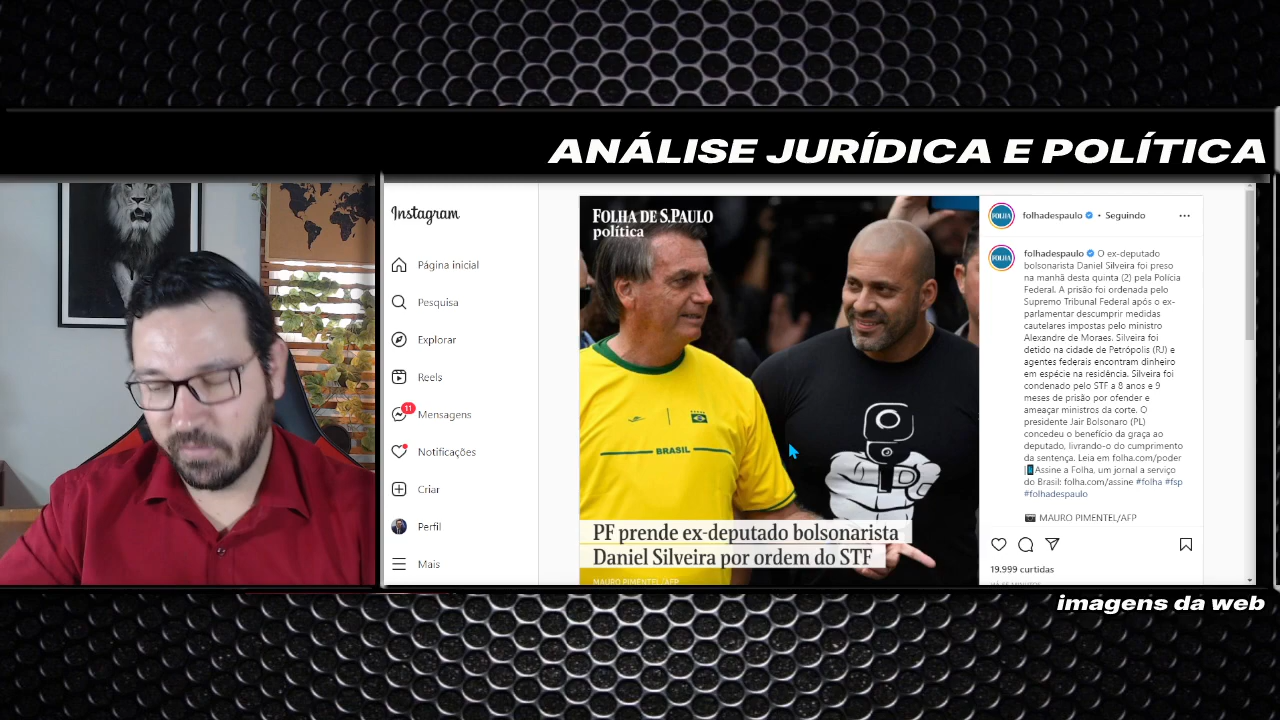 ANÁLISE JURÍDICA E POLÍTICA
Instagram
Página inicial
Pesquisa
Explorar
Reels
11
Mensagens
Notificações
Criar
Perfil
Mais
FOLHA DE S.PAULO
política
BRASIL
PF prende ex-deputado bolsonarista
Daniel Silveira por ordem do STF
MAURO PIMENTEL/AFP
FOLHA
folhadespaulo • Seguindo
FOLHA
folhadespaulo O ex-deputado
bolsonarista Daniel Silveira foi preso
na manhã desta quinta (2) pela Polícia
Federal. A prisão foi ordenada pelo
Supremo Tribunal Federal após o ex-
parlamentar descumprir medidas
cautelares impostas pelo ministro
Alexandre de Moraes. Silveira foi
detido na cidade de Petrópolis (RJ) e
agentes federais encontram dinheiro
em espécie na residência. Silveira foi
condenado pelo STF a 8 anos e 9
meses de prisão por ofender e
ameaçar ministros da corte. O
presidente Jair Bolsonaro (PL)
concedeu o benefício da graça ao
deputado, livrando-o do cumprimento
da sentença. Leia em folha.com/poder
|📱Assine a Folha, um jornal a serviço
do Brasil: folha.com/assine #folha #fsp
#folhadespaulo
📷 MAURO PIMENTEL/AFP
19.999 curtidas
imagens da web